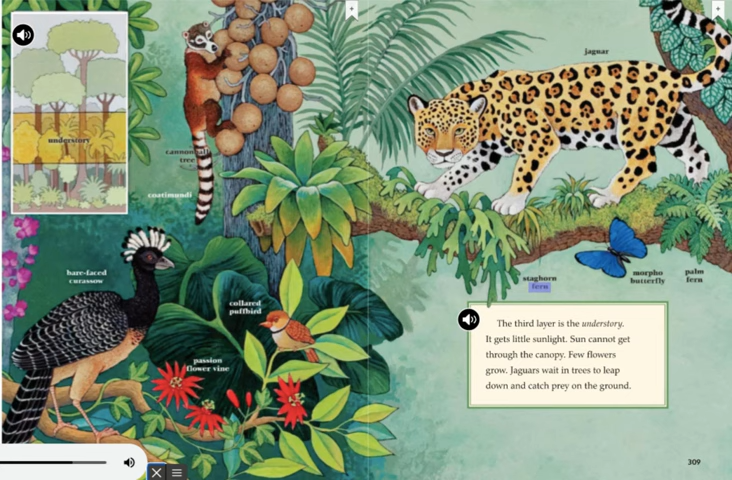 understory
cannonball
tree
coatimundi
jaguar
bare-faced
curassow
collared
puffbird
passion
flower vine
staghorn
fern
morpho
butterfly
palm
fern
The third layer is the understory.
It gets little sunlight. Sun cannot get
through the canopy. Few flowers
grow. Jaguars wait in trees to leap
down and catch prey on the ground.
309